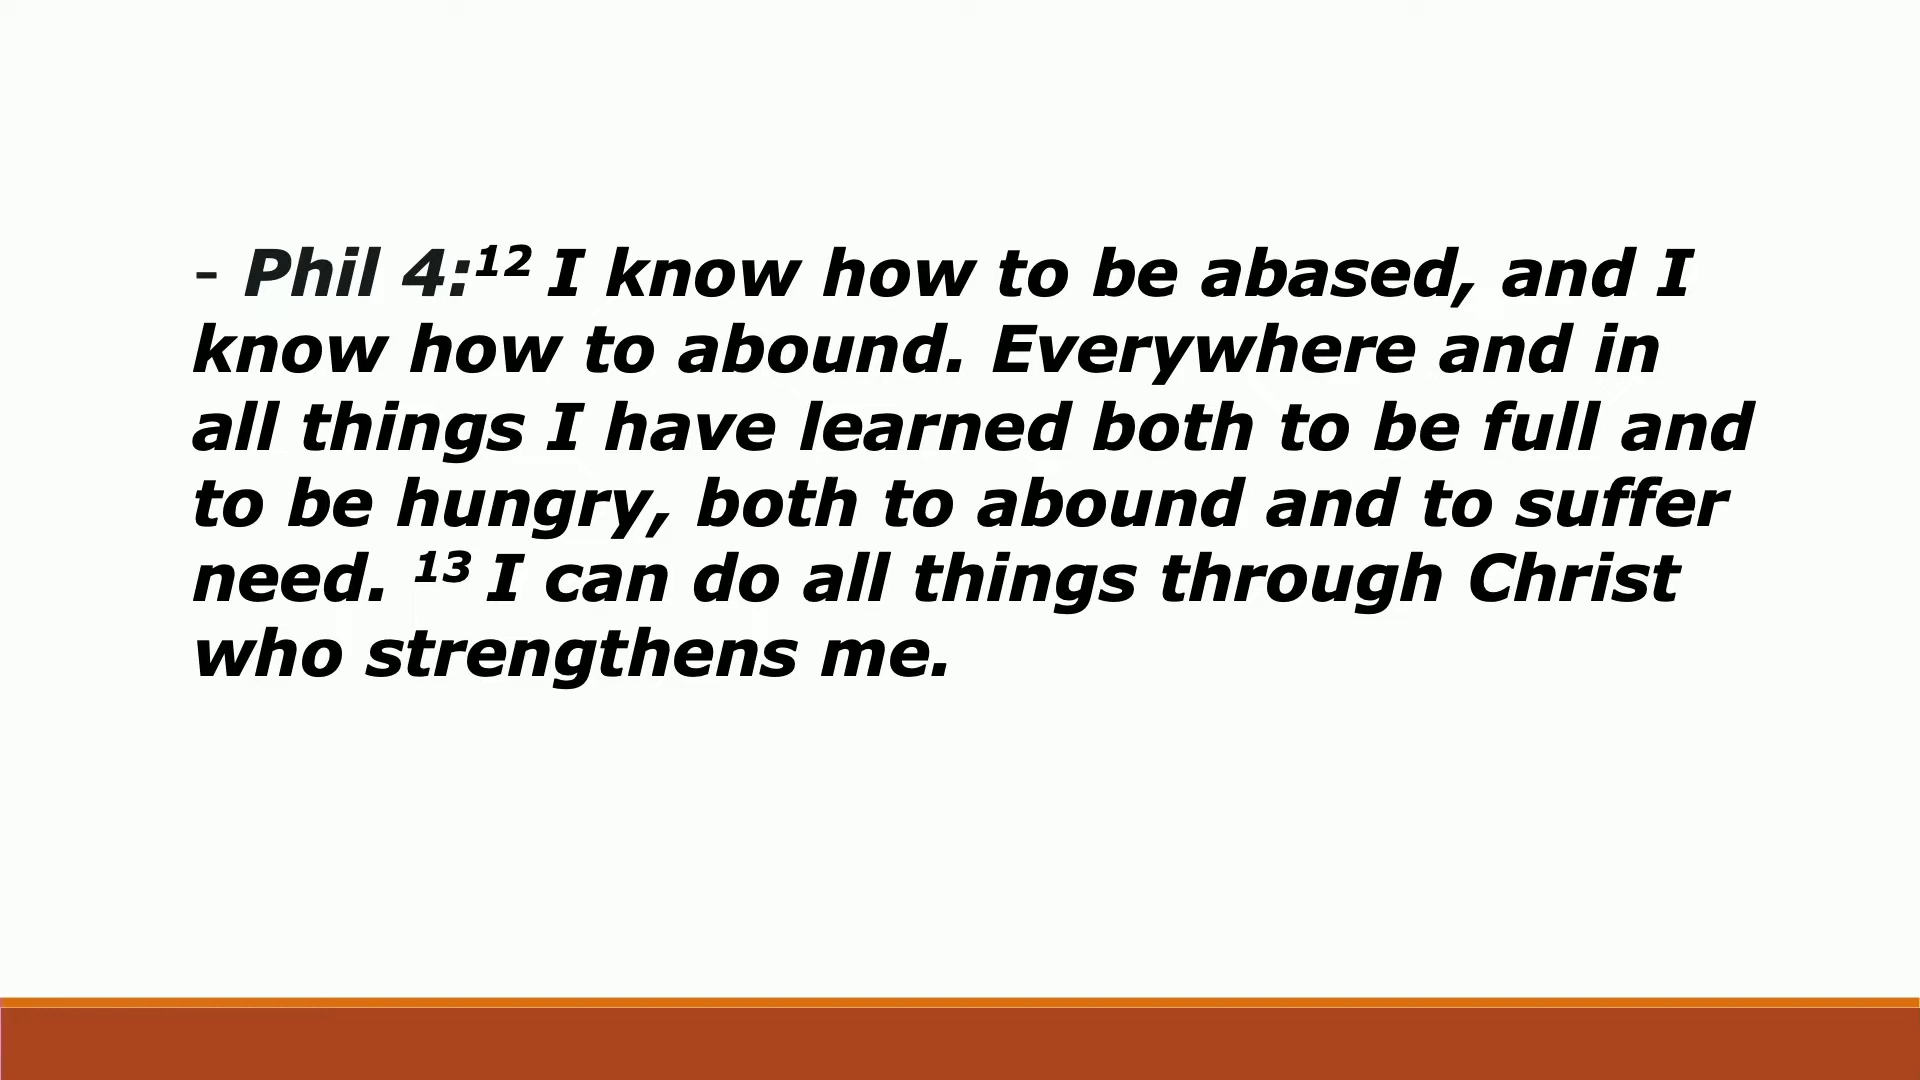 - Phil 4:¹² I know how to be abased, and I
know how to abound. Everywhere and in
all things I have learned both to be full and
to be hungry, both to abound and to suffer
need. ¹³ I can do all things through Christ
who strengthens me.